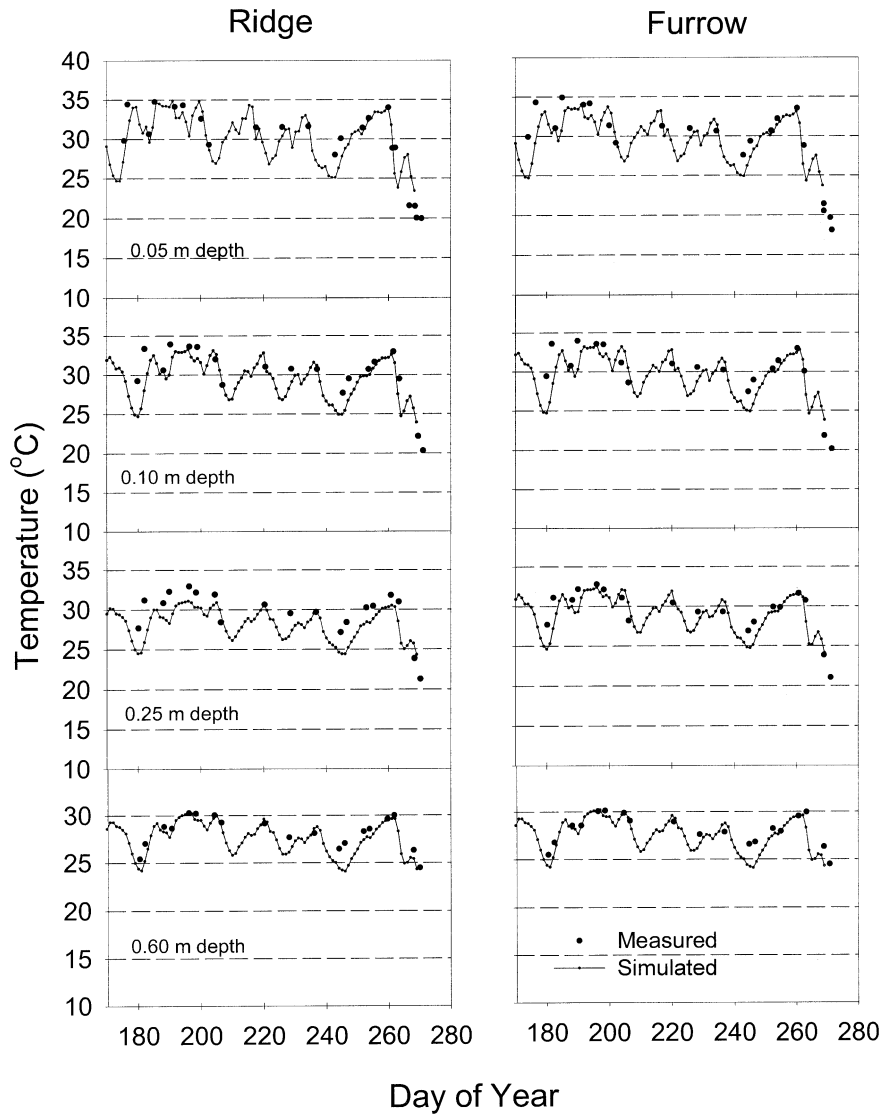 Ridge
Furrow
40
35
30
25
20
0.05 m depth
15
10
35
30
25
20
0.10 m depth
15
10
35
30
25
20
0.25 m depth
15
10
30
25
20
0.60 m depth
15
10
Temperature (°C)
Measured
Simulated
180 200 220 240 260 280
180 200 220 240 260 280
Day of Year